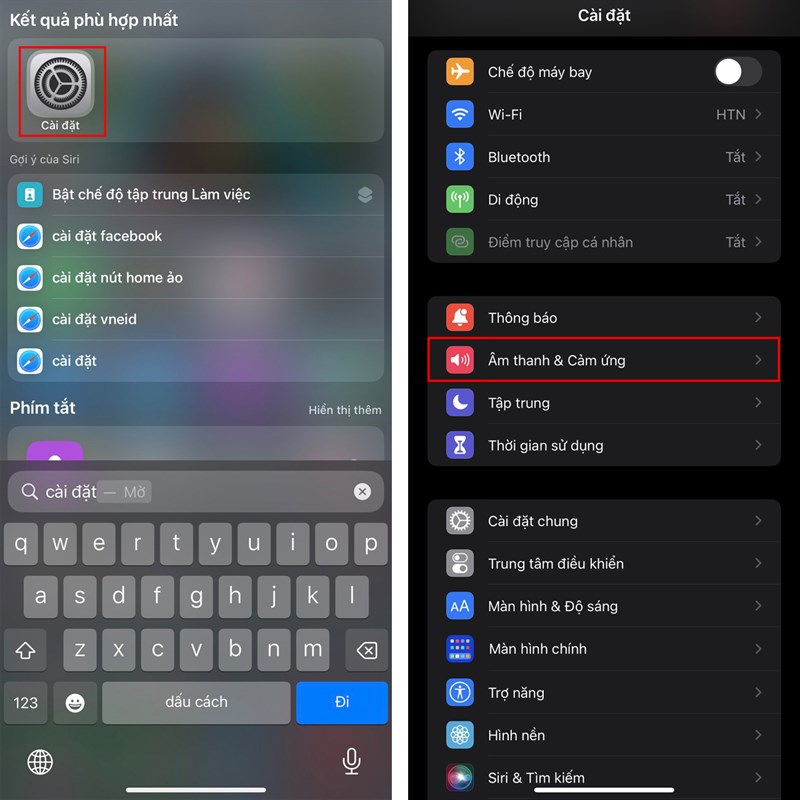 Kết quả phù hợp nhất
Cài đặt
Gợi ý của Siri
Bật chế độ tập trung Làm việc
cài đặt facebook
cài đặt nút home ảo
cài đặt vneid
cài đặt
Phím tắt
Hiển thị thêm
cài đặt — Mở
q w e r t y u i o p
a s d f g h j k l
z x c v b n m
123
dấu cách
Đi
Cài đặt
Chế độ máy bay
Wi-Fi HTN
Bluetooth Tắt
Di động Tắt
Điểm truy cập cá nhân Tắt
Thông báo
Âm thanh & Cảm ứng
Tập trung
Thời gian sử dụng
Cài đặt chung
Trung tâm điều khiển
AA Màn hình & Độ sáng
Màn hình chính
Trợ năng
Hình nền
Siri & Tìm kiếm